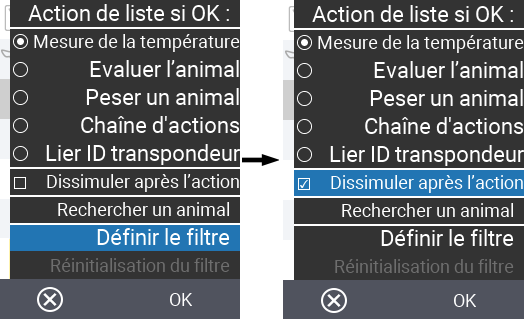 Action de liste si OK :
Mesure de la température
Evaluer l’animal
Peser un animal
Chaîne d'actions
Lier ID transpondeur
Dissimuler après l’action
Rechercher un animal
Définir le filtre
Réinitialisation du filtre
OK
Action de liste si OK :
Mesure de la température
Evaluer l’animal
Peser un animal
Chaîne d'actions
Lier ID transpondeur
Dissimuler après l’action
Rechercher un animal
Définir le filtre
Réinitialisation du filtre
OK